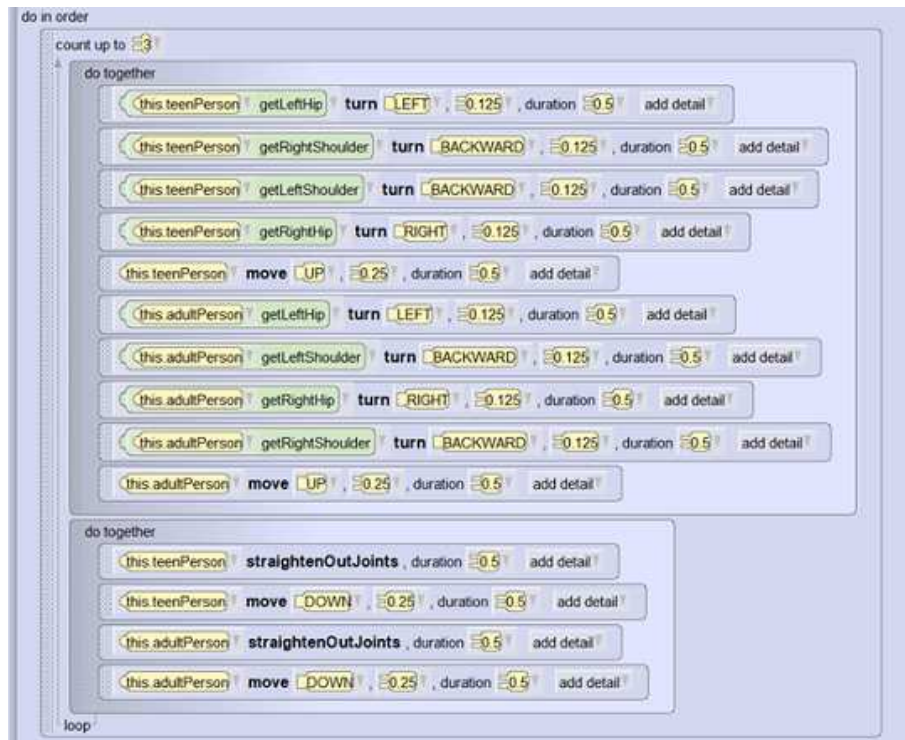 do in order
count up to 3
do together
this.teenPerson getLeftHip turn LEFT , 0.125 , duration 0.5 add detail
this.teenPerson getRightShoulder turn BACKWARD , 0.125 , duration 0.5 add detail
this.teenPerson getLeftShoulder turn BACKWARD , 0.125 , duration 0.5 add detail
this.teenPerson getRightHip turn RIGHT , 0.125 , duration 0.5 add detail
this.teenPerson move UP , 0.25 , duration 0.5 add detail
this.adultPerson getLeftHip turn LEFT , 0.125 , duration 0.5 add detail
this.adultPerson getLeftShoulder turn BACKWARD , 0.125 , duration 0.5 add detail
this.adultPerson getRightHip turn RIGHT , 0.125 , duration 0.5 add detail
this.adultPerson getRightShoulder turn BACKWARD , 0.125 , duration 0.5 add detail
this.adultPerson move UP , 0.25 , duration 0.5 add detail
do together
this.teenPerson straightenOutJoints , duration 0.5 add detail
this.teenPerson move DOWN , 0.25 , duration 0.5 add detail
this.adultPerson straightenOutJoints , duration 0.5 add detail
this.adultPerson move DOWN , 0.25 , duration 0.5 add detail
loop